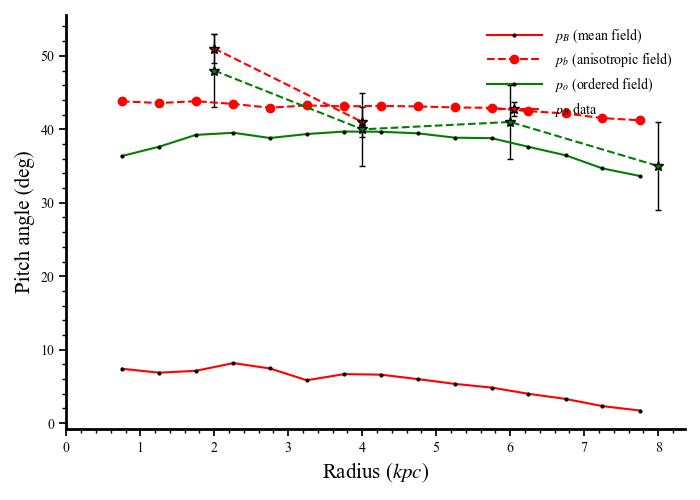 50
40
30
20
10
0
Pitch angle (deg)
p_B (mean field)
p_b (anisotropic field)
p_o (ordered field)
data
0 1 2 3 4 5 6 7 8
Radius (kpc)